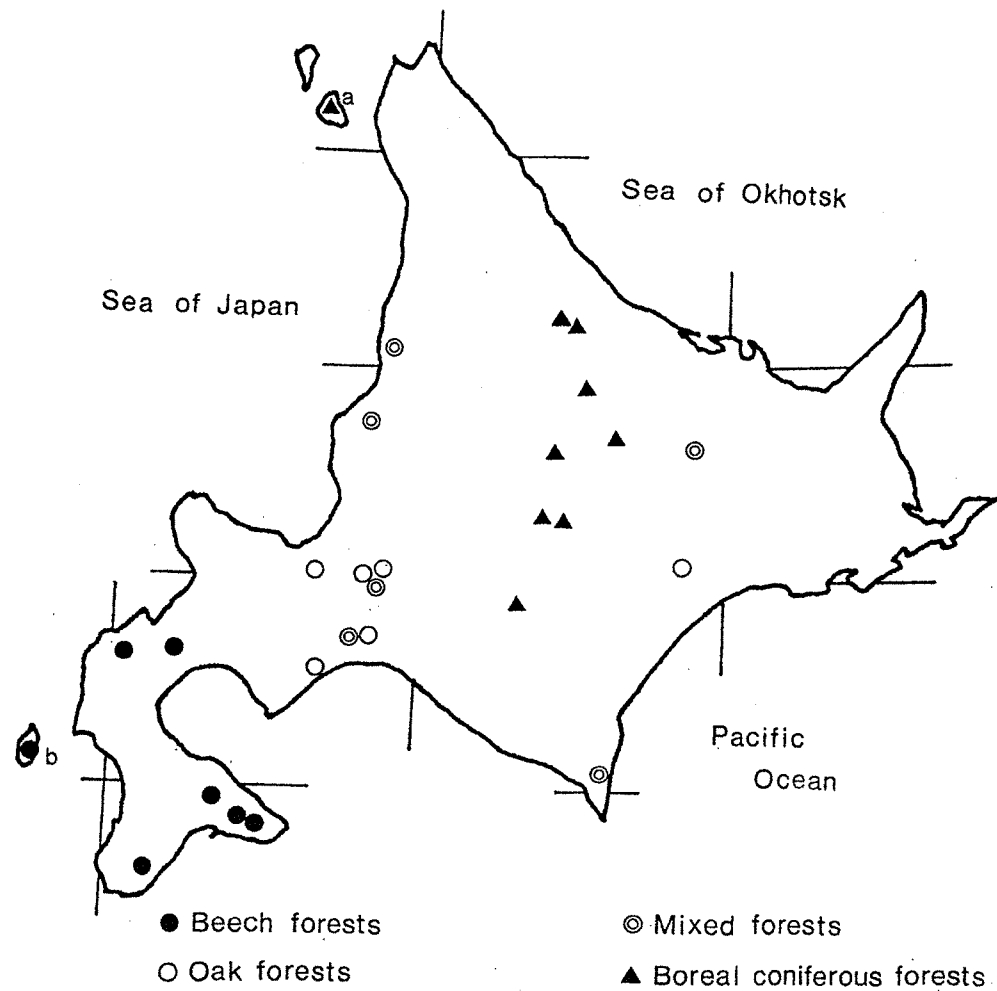 a
Sea of Okhotsk
Sea of Japan
Pacific
Ocean
b
Beech forests
Mixed forests
Oak forests
Boreal coniferous forests